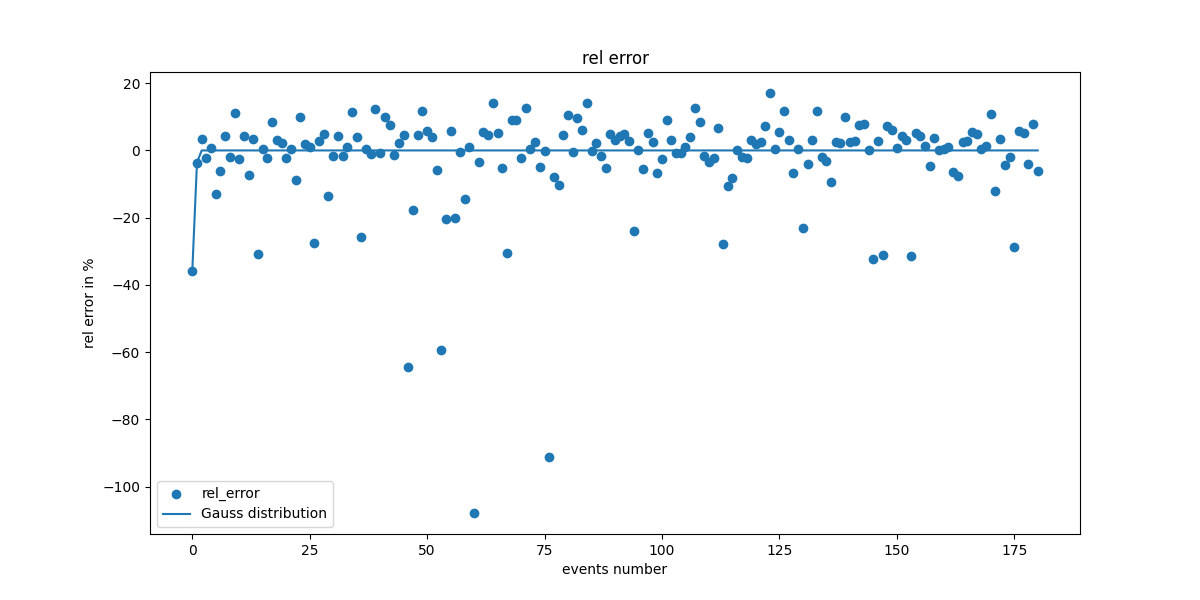 rel error
20
0
−20
−40
−60
−80
−100
rel error in %
rel_error
Gauss distribution
0 25 50 75 100 125 150 175
events number